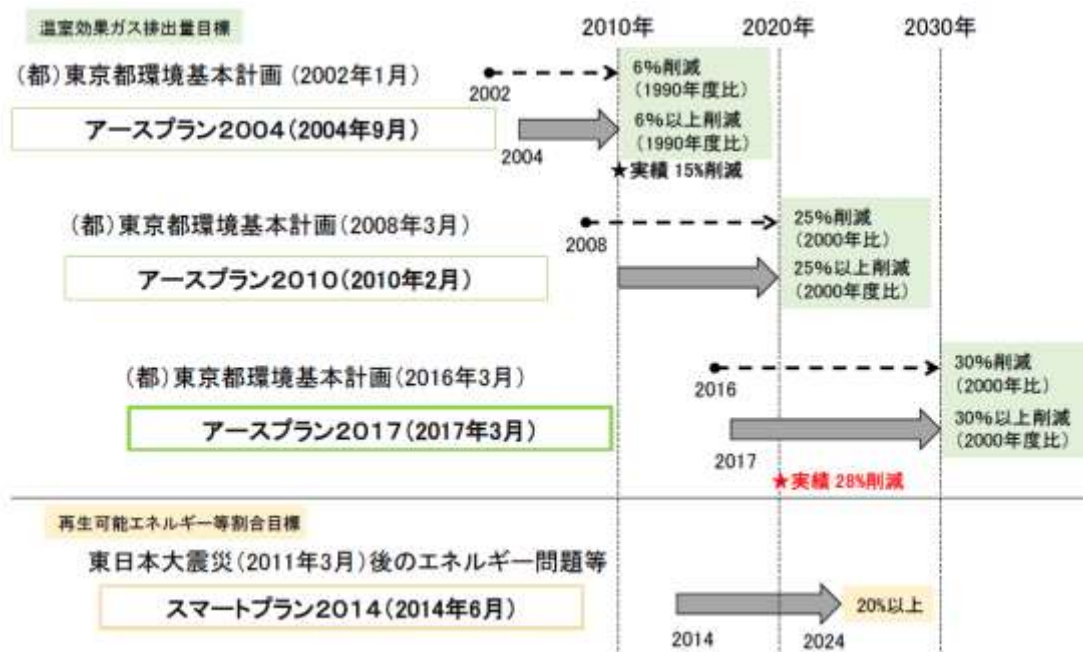 温室効果ガス排出量目標
2010年 2020年 2030年
(都)東京都環境基本計画(2002年1月)
2002
6%削減
(1990年度比)
アースプラン2004(2004年9月)
2004
6%以上削減
(1990年度比)
★実績 15%削減
(都)東京都環境基本計画(2008年3月)
2008
25%削減
(2000年比)
アースプラン2010(2010年2月)
25%以上削減
(2000年度比)
(都)東京都環境基本計画(2016年3月)
2016
30%削減
(2000年比)
アースプラン2017(2017年3月)
2017
30%以上削減
(2000年度比)
★実績 28%削減
再生可能エネルギー等割合目標
東日本大震災(2011年3月)後のエネルギー問題等
スマートプラン2014(2014年6月)
2014 2024
20%以上